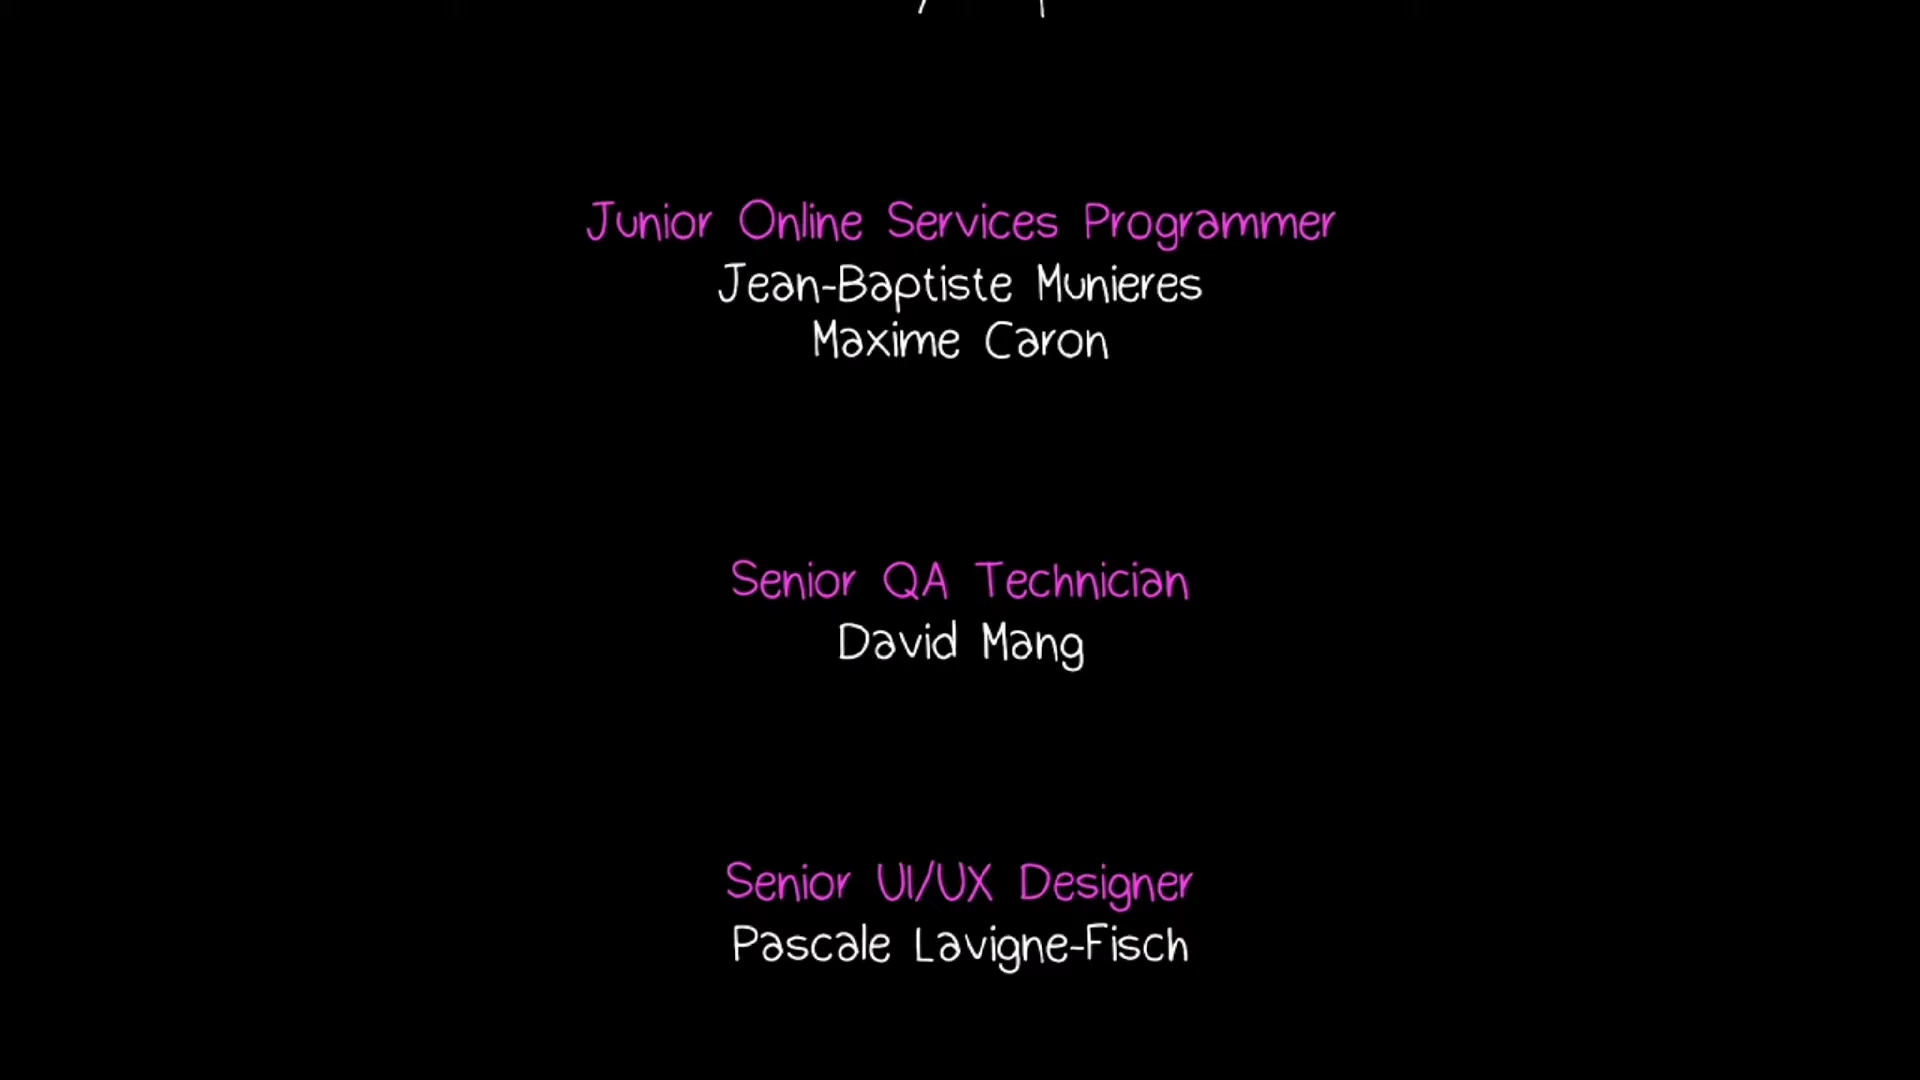 Junior Online Services Programmer
Jean-Baptiste Munieres
Maxime Caron
Senior QA Technician
David Mang
Senior UI/UX Designer
Pascale Lavigne-Fisch